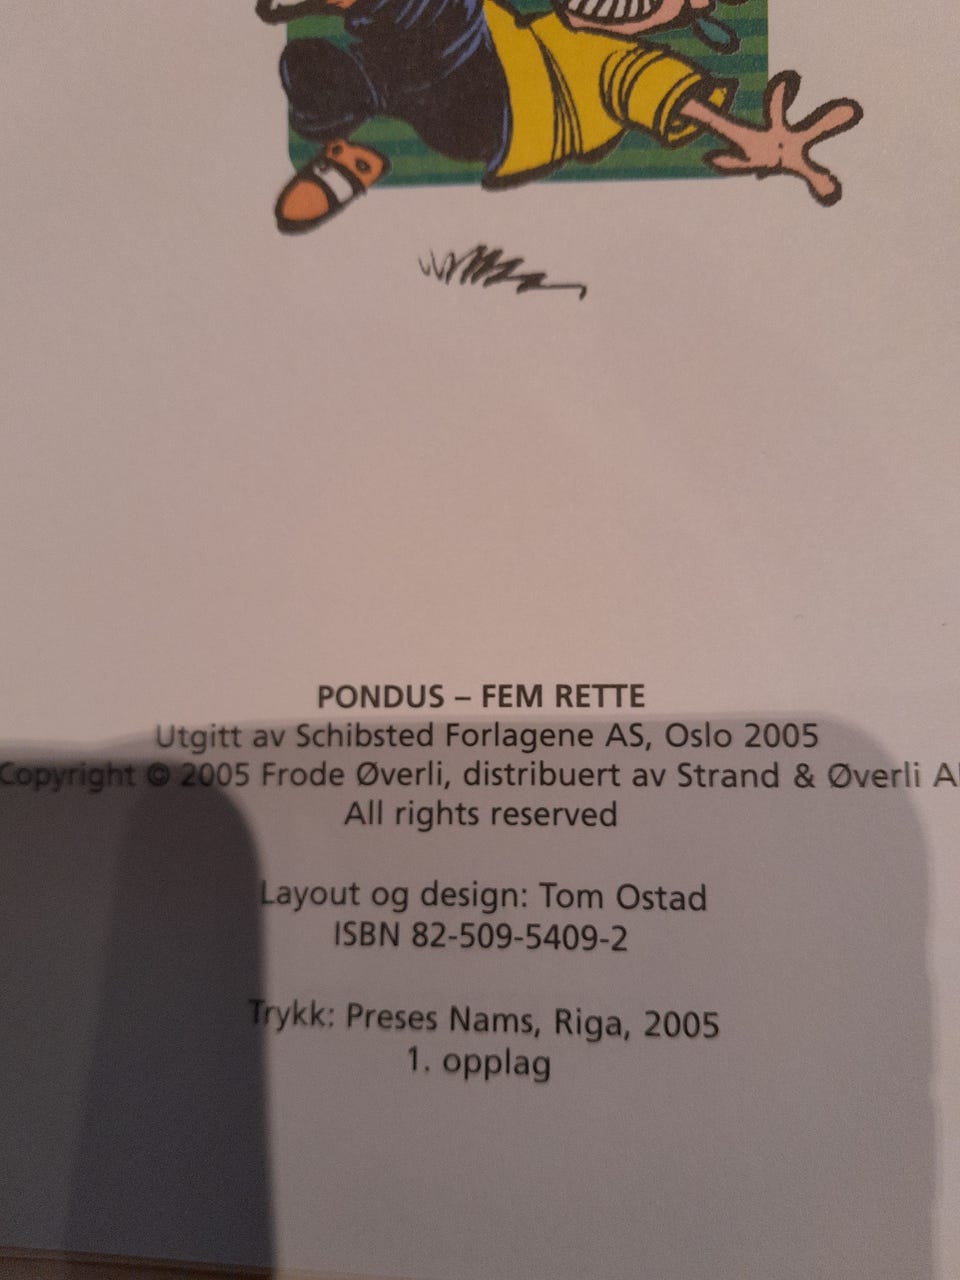 PONDUS – FEM RETTE
Utgitt av Schibsted Forlagene AS, Oslo 2005
Copyright © 2005 Frode Øverli, distribuert av Strand & Øverli
All rights reserved
Layout og design: Tom Ostad
ISBN 82-509-5409-2
Trykk: Preses Nams, Riga, 2005
1. opplag